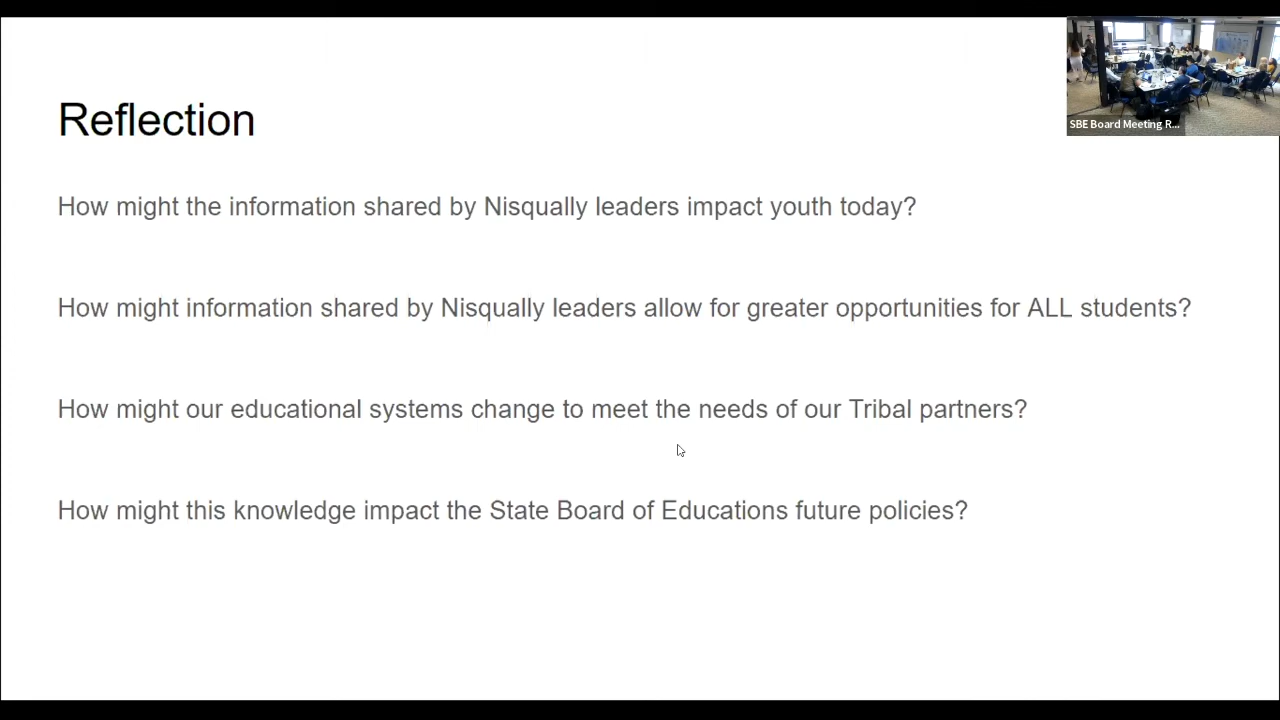 SBE Board Meeting R...
Reflection
How might the information shared by Nisqually leaders impact youth today?
How might information shared by Nisqually leaders allow for greater opportunities for ALL students?
How might our educational systems change to meet the needs of our Tribal partners?
How might this knowledge impact the State Board of Educations future policies?